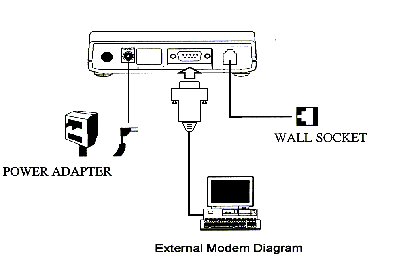 WALL SOCKET
POWER ADAPTER
External Modem Diagram